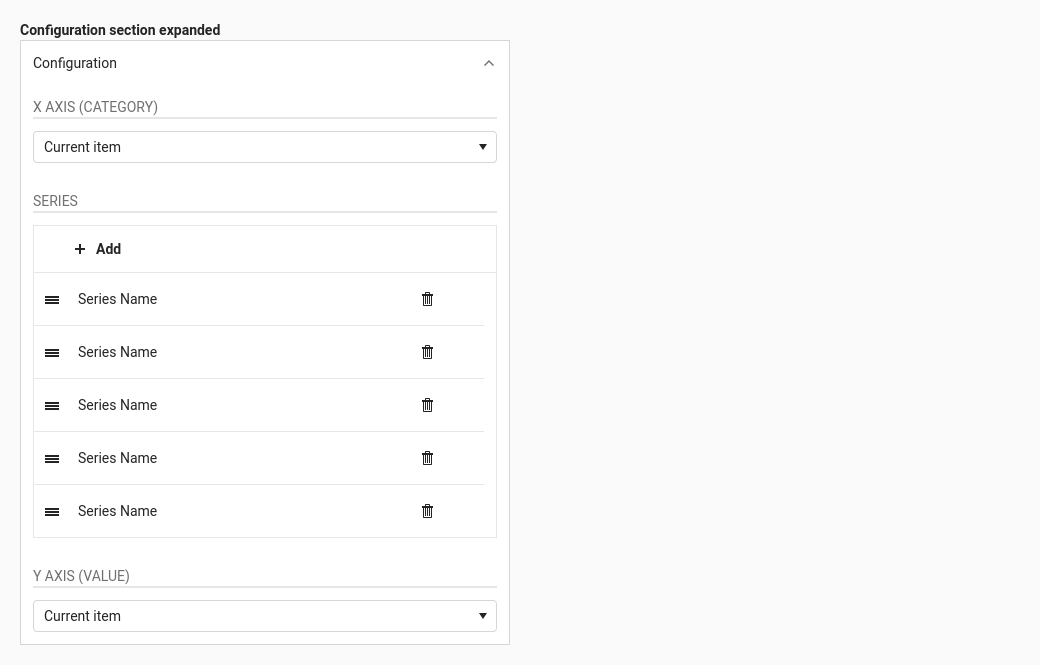 Configuration section expanded
Configuration
X AXIS (CATEGORY)
Current item
SERIES
Add
Series Name
Series Name
Series Name
Series Name
Series Name
Y AXIS (VALUE)
Current item